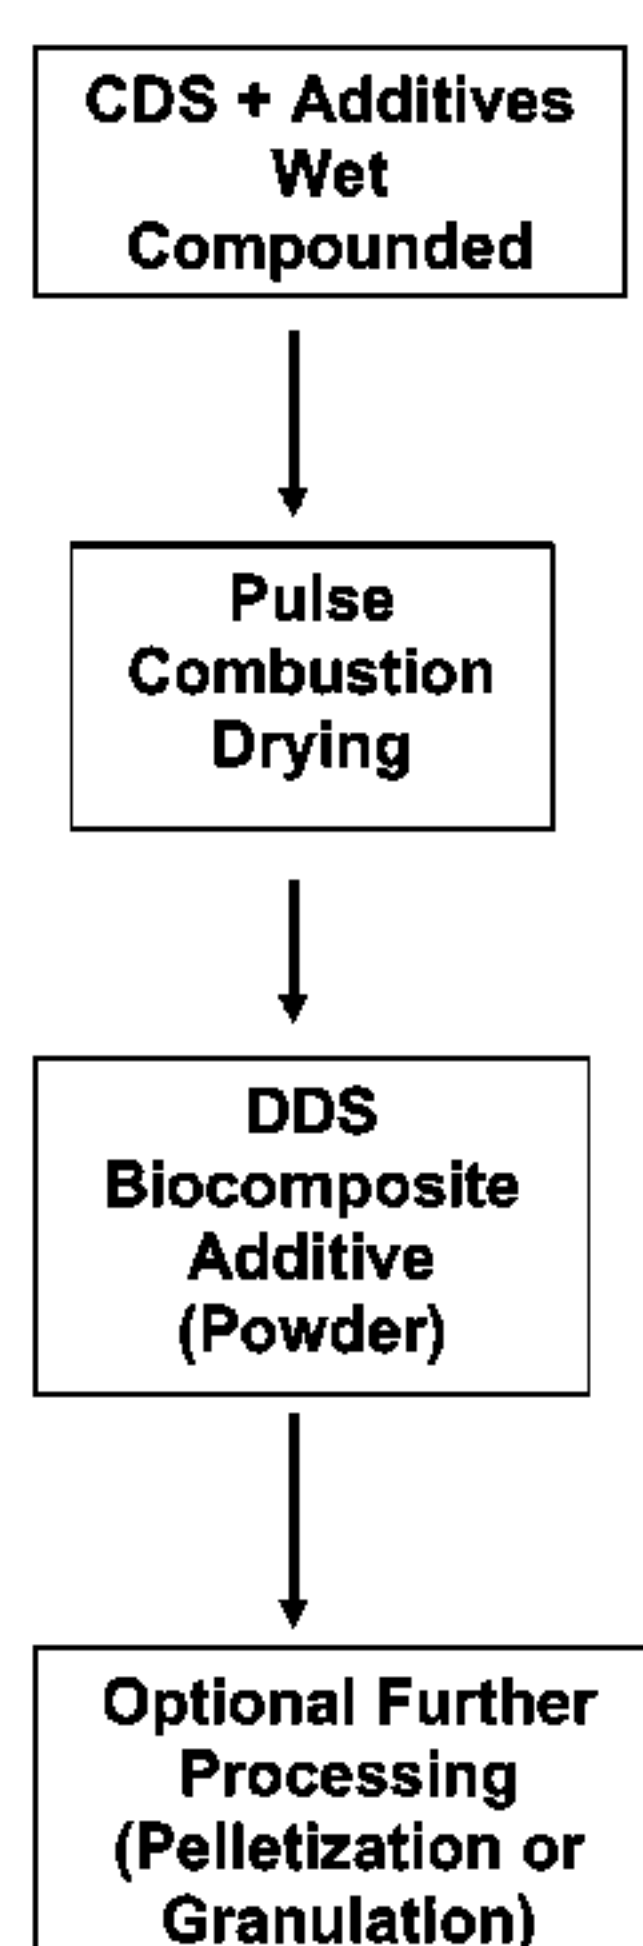 CDS + Additives
Wet
Compounded
Pulse
Combustion
Drying
DDS
Biocomposite
Additive
(Powder)
Optional Further
Processing
(Pelletization or
Granulation)